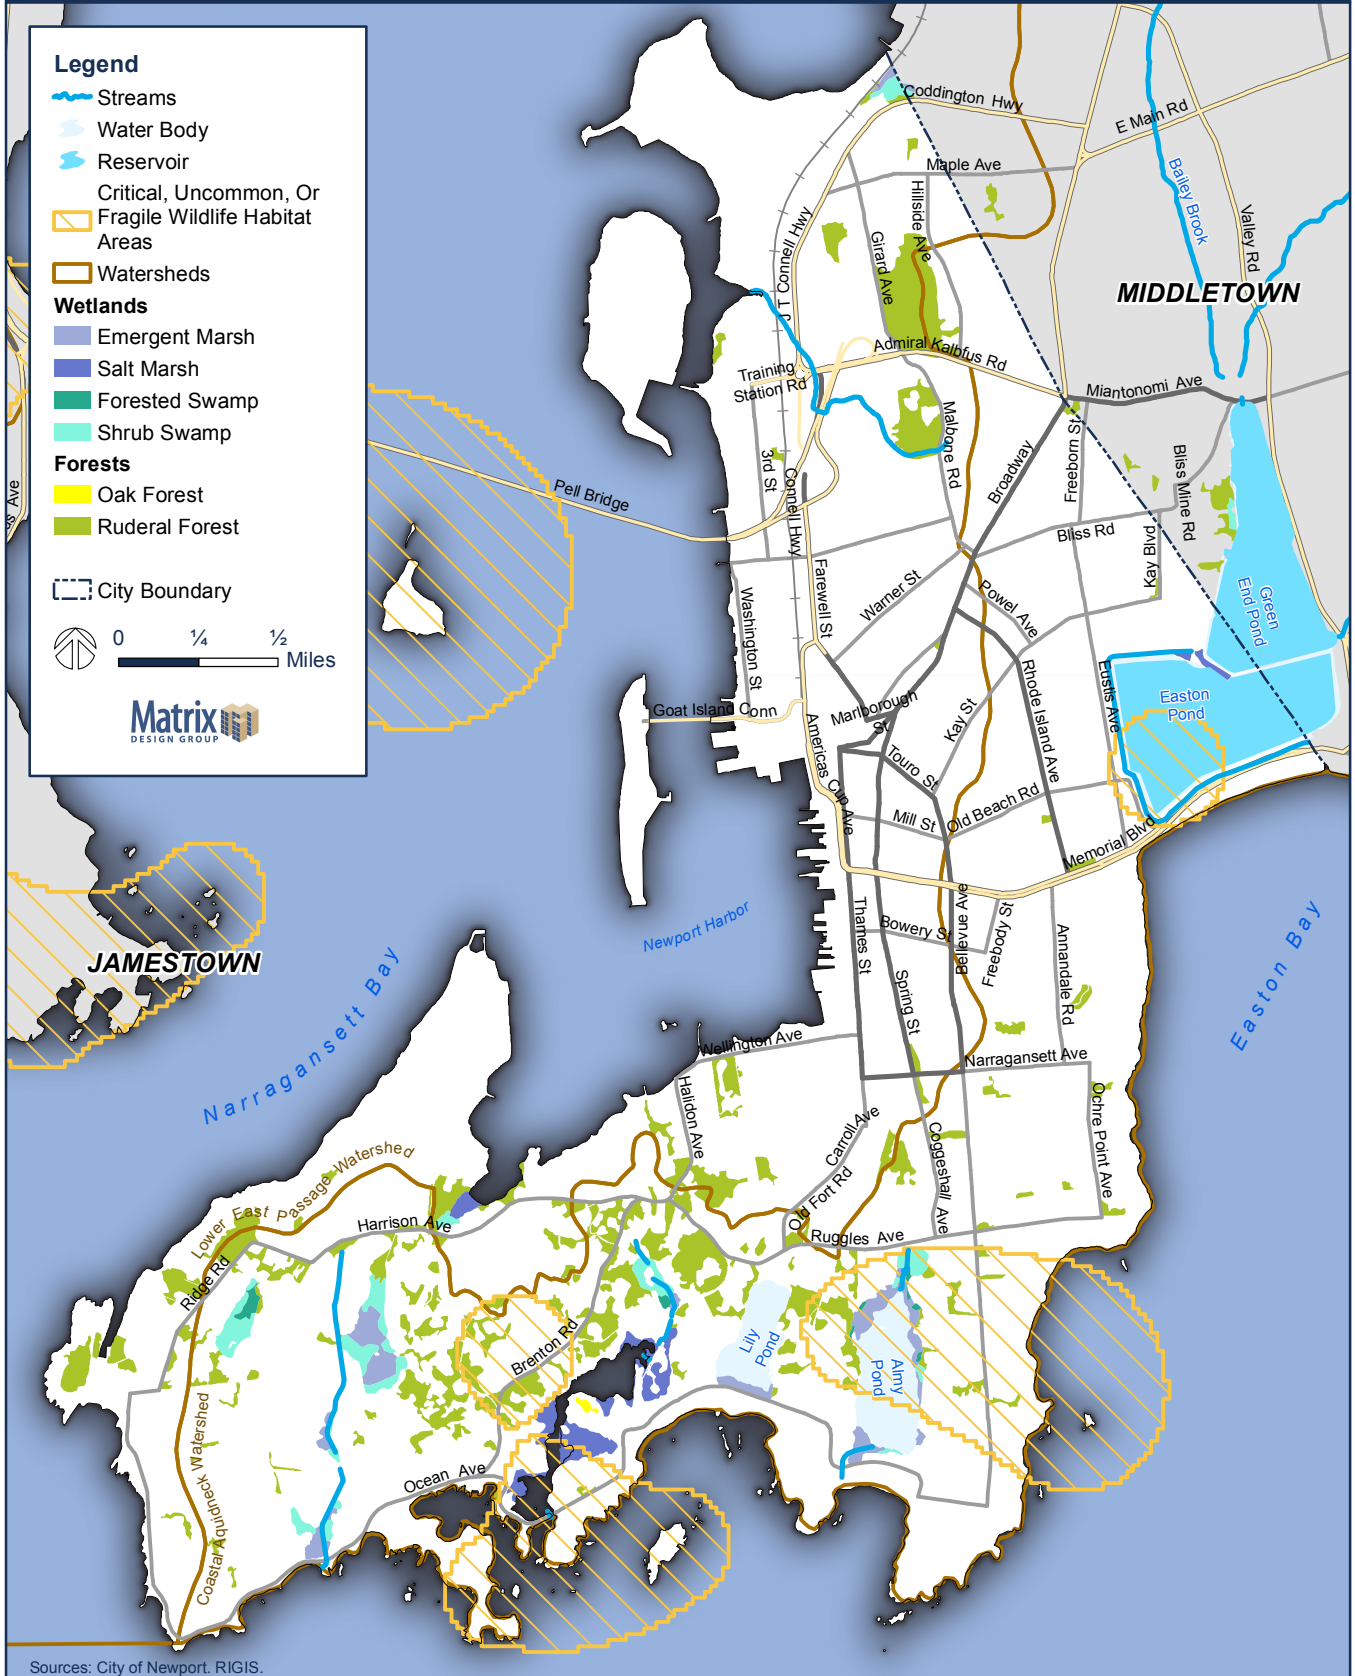 Legend
Streams
Water Body
Reservoir
Critical, Uncommon, Or
Fragile Wildlife Habitat
Areas
Watersheds
Wetlands
Emergent Marsh
Salt Marsh
Forested Swamp
Shrub Swamp
Forests
Oak Forest
Ruderal Forest
City Boundary
0 ¼ ½
Miles
Matrix
DESIGN GROUP
Coddington Hwy
E Main Rd
Maple Ave
Bailey Brook
Hillside Ave
Valley Rd
J T Connell Hwy
Girard Ave
MIDDLETOWN
Admiral Kalbfus Rd
Training
Station Rd
Miantonomi Ave
Malbone Rd
Broadway
Freeborn St
Bliss Mine Rd
3rd St
Connell Hwy
Pell Bridge
Bliss Rd
Kay Blvd
Farewell St
Warner St
Powel Ave
Green
End Pond
Washington St
Eustis Ave
Rhode Island Ave
Easton
Pond
Goat Island Conn
Marlborough
St
Kay St
Americas Cup Ave
Touro St
Mill St
Old Beach Rd
Memorial Blvd
Thames St
Bowery St
Bellevue Ave
Freebody St
Annandale Rd
Newport Harbor
Spring St
JAMESTOWN
Narragansett Bay
Easton Bay
Wellington Ave
Narragansett Ave
Halidon Ave
Carroll Ave
Coggeshall Ave
Ochre Point Ave
Lower East Passage Watershed
Harrison Ave
Old Fort Rd
Ruggles Ave
Ridge Rd
Brenton Rd
Lily
Pond
Almy
Pond
Coastal Aquidneck Watershed
Ocean Ave
Sources: City of Newport. RIGIS.